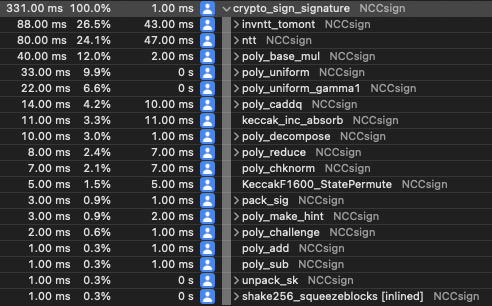 331.00 ms 100.0% 1.00 ms crypto_sign_signature NCCsign
88.00 ms 26.5% 43.00 ms invntt_tomont NCCsign
80.00 ms 24.1% 47.00 ms ntt NCCsign
40.00 ms 12.0% 2.00 ms poly_base_mul NCCsign
33.00 ms 9.9% 0 s poly_uniform NCCsign
22.00 ms 6.6% 0 s poly_uniform_gamma1 NCCsign
14.00 ms 4.2% 10.00 ms poly_caddq NCCsign
11.00 ms 3.3% 11.00 ms keccak_inc_absorb NCCsign
10.00 ms 3.0% 1.00 ms poly_decompose NCCsign
8.00 ms 2.4% 7.00 ms poly_reduce NCCsign
7.00 ms 2.1% 7.00 ms poly_chknorm NCCsign
5.00 ms 1.5% 5.00 ms KeccakF1600_StatePermute NCCsign
3.00 ms 0.9% 1.00 ms pack_sig NCCsign
3.00 ms 0.9% 2.00 ms poly_make_hint NCCsign
2.00 ms 0.6% 1.00 ms poly_challenge NCCsign
1.00 ms 0.3% 1.00 ms poly_add NCCsign
1.00 ms 0.3% 1.00 ms poly_sub NCCsign
1.00 ms 0.3% 0 s unpack_sk NCCsign
1.00 ms 0.3% 0 s shake256_squeezeblocks [inlined] NCCsign